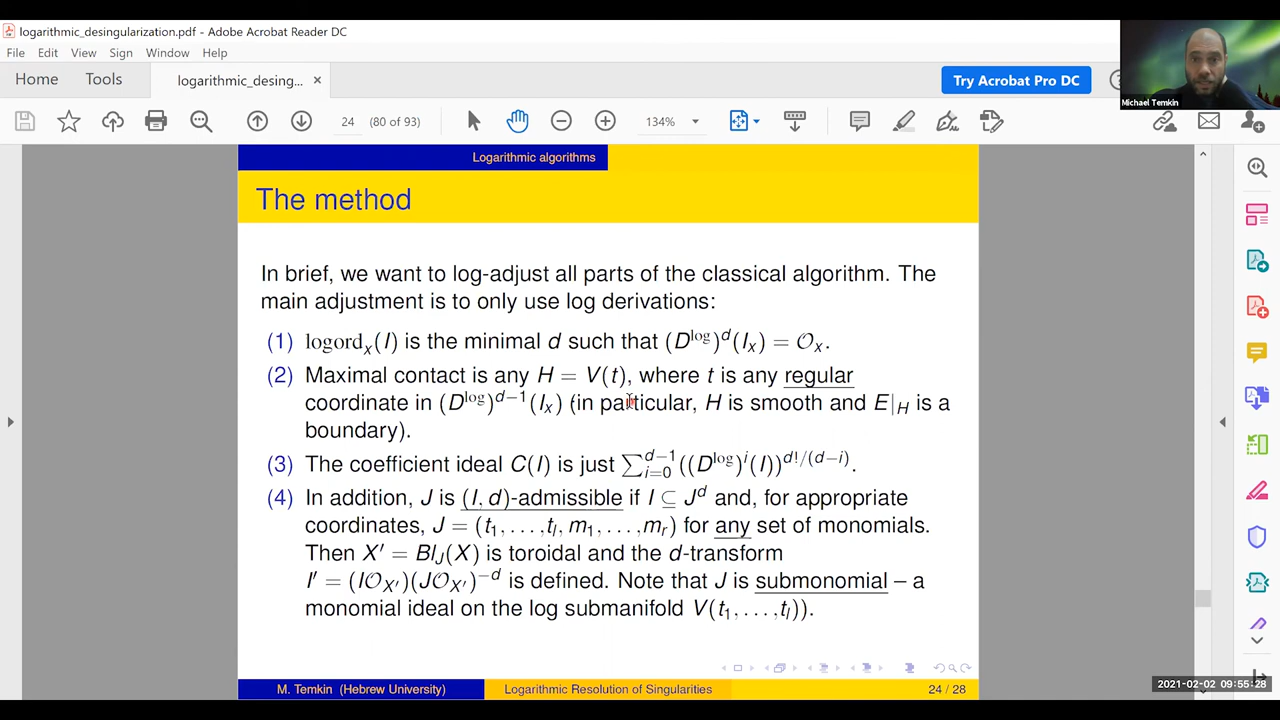 logarithmic_desingularization.pdf - Adobe Acrobat Reader DC
File Edit View Sign Window Help
Home Tools logarithmic_desing... × Try Acrobat Pro DC
Michael Temkin
24 (80 of 93) 134%
Logarithmic algorithms
The method
In brief, we want to log-adjust all parts of the classical algorithm. The
main adjustment is to only use log derivations:
(1) logord_x(I) is the minimal d such that (D^log)^d(I_x) = O_x.
(2) Maximal contact is any H = V(t), where t is any regular
coordinate in (D^log)^{d−1}(I_x) (in particular, H is smooth and E|_H is a
boundary).
(3) The coefficient ideal C(I) is just ∑_{i=0}^{d−1}((D^log)^i(I))^{d!/(d−i)}.
(4) In addition, J is (I, d)-admissible if I ⊆ J^d and, for appropriate
coordinates, J = (t_1, . . . , t_l, m_1, . . . , m_r) for any set of monomials.
Then X′ = Bl_J(X) is toroidal and the d-transform
I′ = (IO_{X′})(JO_{X′})^{−d} is defined. Note that J is submonomial – a
monomial ideal on the log submanifold V(t_1, . . . , t_l)).
M. Temkin (Hebrew University) Logarithmic Resolution of Singularities 24 / 28
2021-02-02 09:55:28